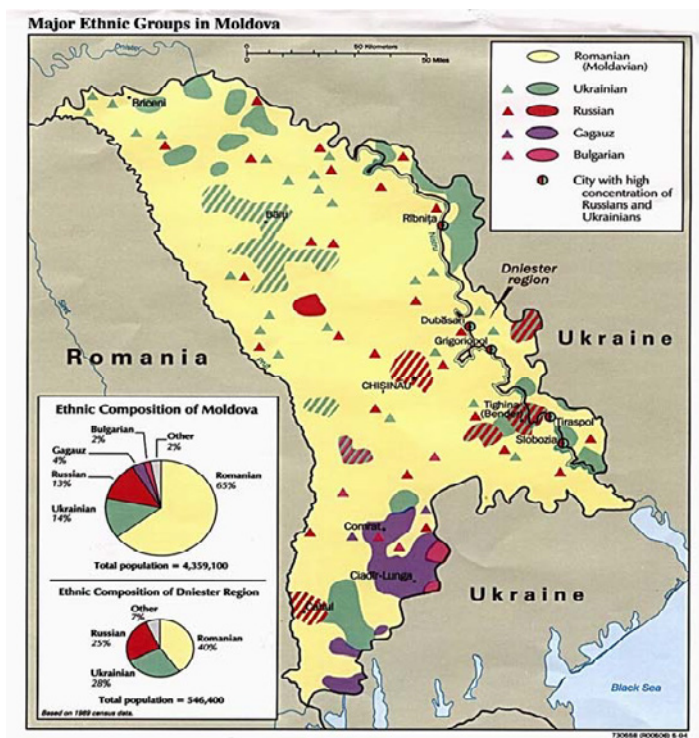 Major Ethnic Groups in Moldova
Dniester
50 Kilometers
50 Miles
Romanian
(Moldavian)
Ukrainian
Russian
Gagauz
Bulgarian
City with high
concentration of
Russians and
Ukrainians
Briceni
Bălţi
Rîbniţa
Nistru
Dniester
region
Dubăsari
Grigoriopol
Ukraine
Romania
CHIŞINĂU
Tighina
(Bender)
Tiraspol
Slobozia
Comrat
Ciadîr-Lunga
Cahul
Ukraine
Black Sea
Ethnic Composition of Moldova
Bulgarian
2%
Other
2%
Gagauz
4%
Russian
13%
Romanian
65%
Ukrainian
14%
Total population = 4,359,100
Ethnic Composition of Dniester Region
Other
7%
Russian
25%
Romanian
40%
Ukrainian
28%
Total population = 546,400
Based on 1989 census data.